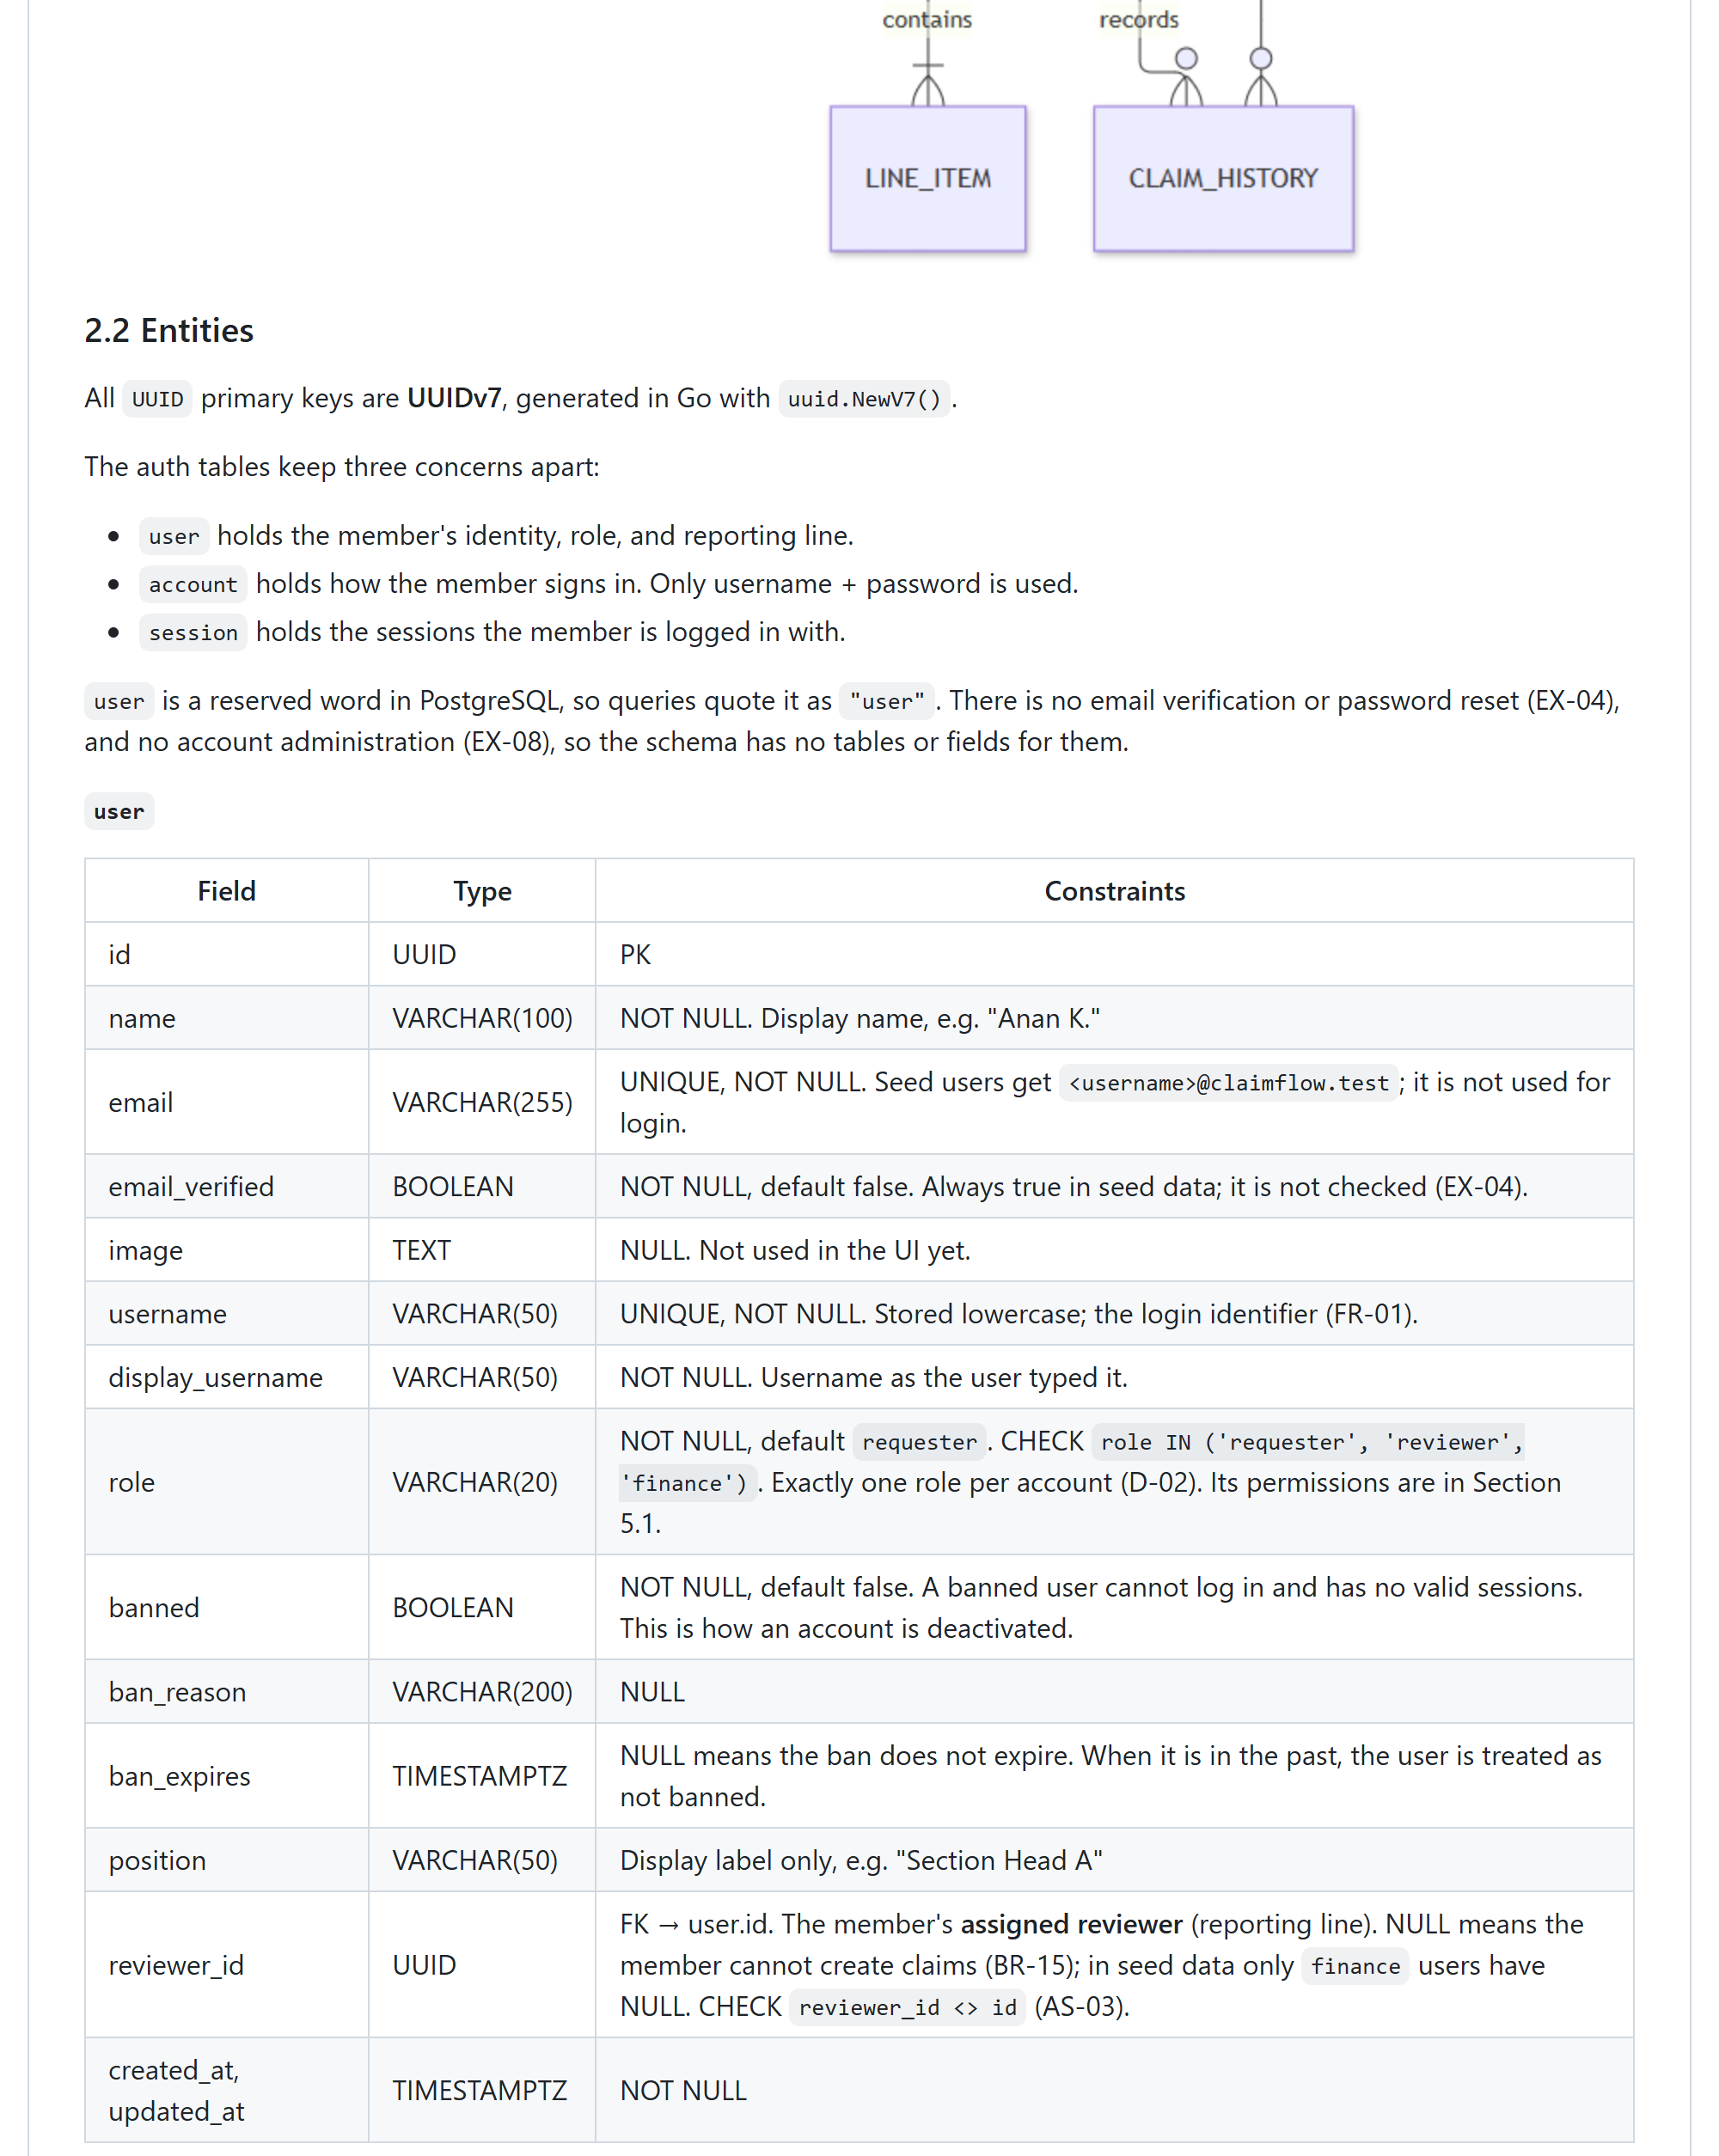 contains records
LINE_ITEM CLAIM_HISTORY
2.2 Entities
All UUID primary keys are UUIDv7, generated in Go with uuid.NewV7().
The auth tables keep three concerns apart:
• user holds the member's identity, role, and reporting line.
• account holds how the member signs in. Only username + password is used.
• session holds the sessions the member is logged in with.
user is a reserved word in PostgreSQL, so queries quote it as "user". There is no email verification or password reset (EX-04),
and no account administration (EX-08), so the schema has no tables or fields for them.
user
Field Type Constraints
id UUID PK
name VARCHAR(100) NOT NULL. Display name, e.g. "Anan K."
email VARCHAR(255) UNIQUE, NOT NULL. Seed users get <username>@claimflow.test; it is not used for
login.
email_verified BOOLEAN NOT NULL, default false. Always true in seed data; it is not checked (EX-04).
image TEXT NULL. Not used in the UI yet.
username VARCHAR(50) UNIQUE, NOT NULL. Stored lowercase; the login identifier (FR-01).
display_username VARCHAR(50) NOT NULL. Username as the user typed it.
role VARCHAR(20) NOT NULL, default requester. CHECK role IN ('requester', 'reviewer',
'finance'). Exactly one role per account (D-02). Its permissions are in Section
5.1.
banned BOOLEAN NOT NULL, default false. A banned user cannot log in and has no valid sessions.
This is how an account is deactivated.
ban_reason VARCHAR(200) NULL
ban_expires TIMESTAMPTZ NULL means the ban does not expire. When it is in the past, the user is treated as
not banned.
position VARCHAR(50) Display label only, e.g. "Section Head A"
reviewer_id UUID FK → user.id. The member's assigned reviewer (reporting line). NULL means the
member cannot create claims (BR-15); in seed data only finance users have
NULL. CHECK reviewer_id <> id (AS-03).
created_at,
updated_at TIMESTAMPTZ NOT NULL